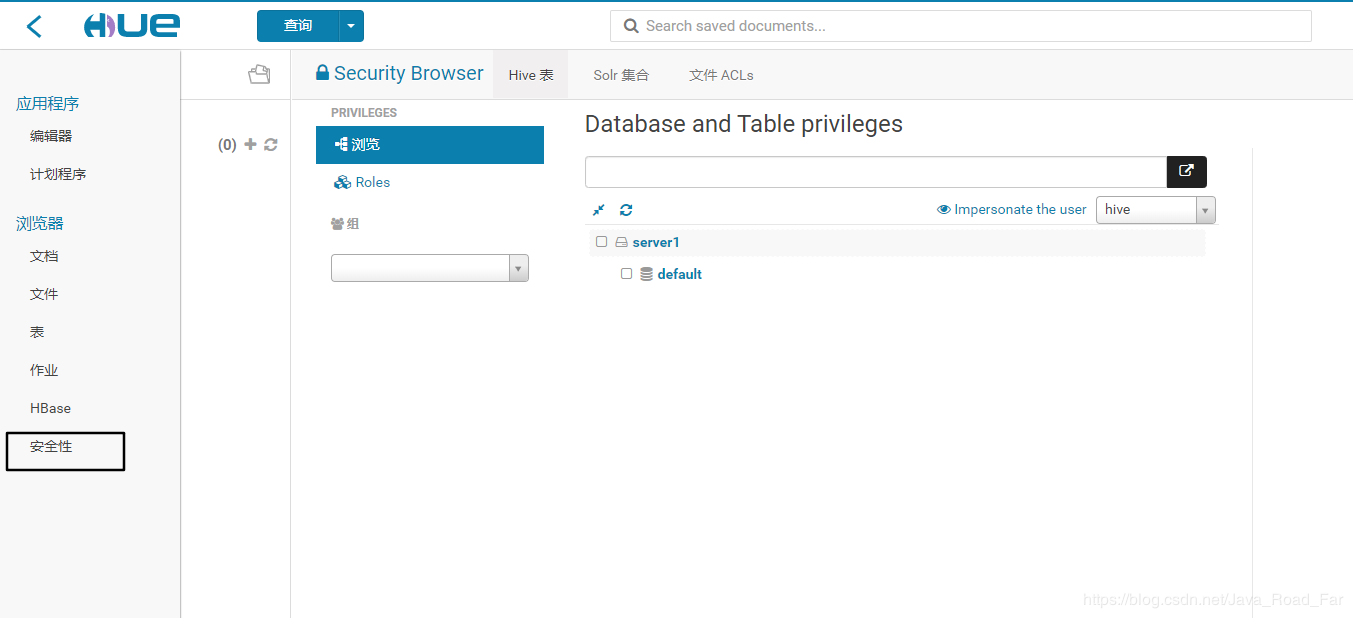 HUE
查询
Search saved documents...
应用程序
编辑器
计划程序
浏览器
文档
文件
表
作业
HBase
安全性
(0)
Security Browser
Hive 表
Solr 集合
文件 ACLs
PRIVILEGES
浏览
Roles
组
Database and Table privileges
Impersonate the user
hive
server1
default
https://blog.csdn.net/Java_Road_Far